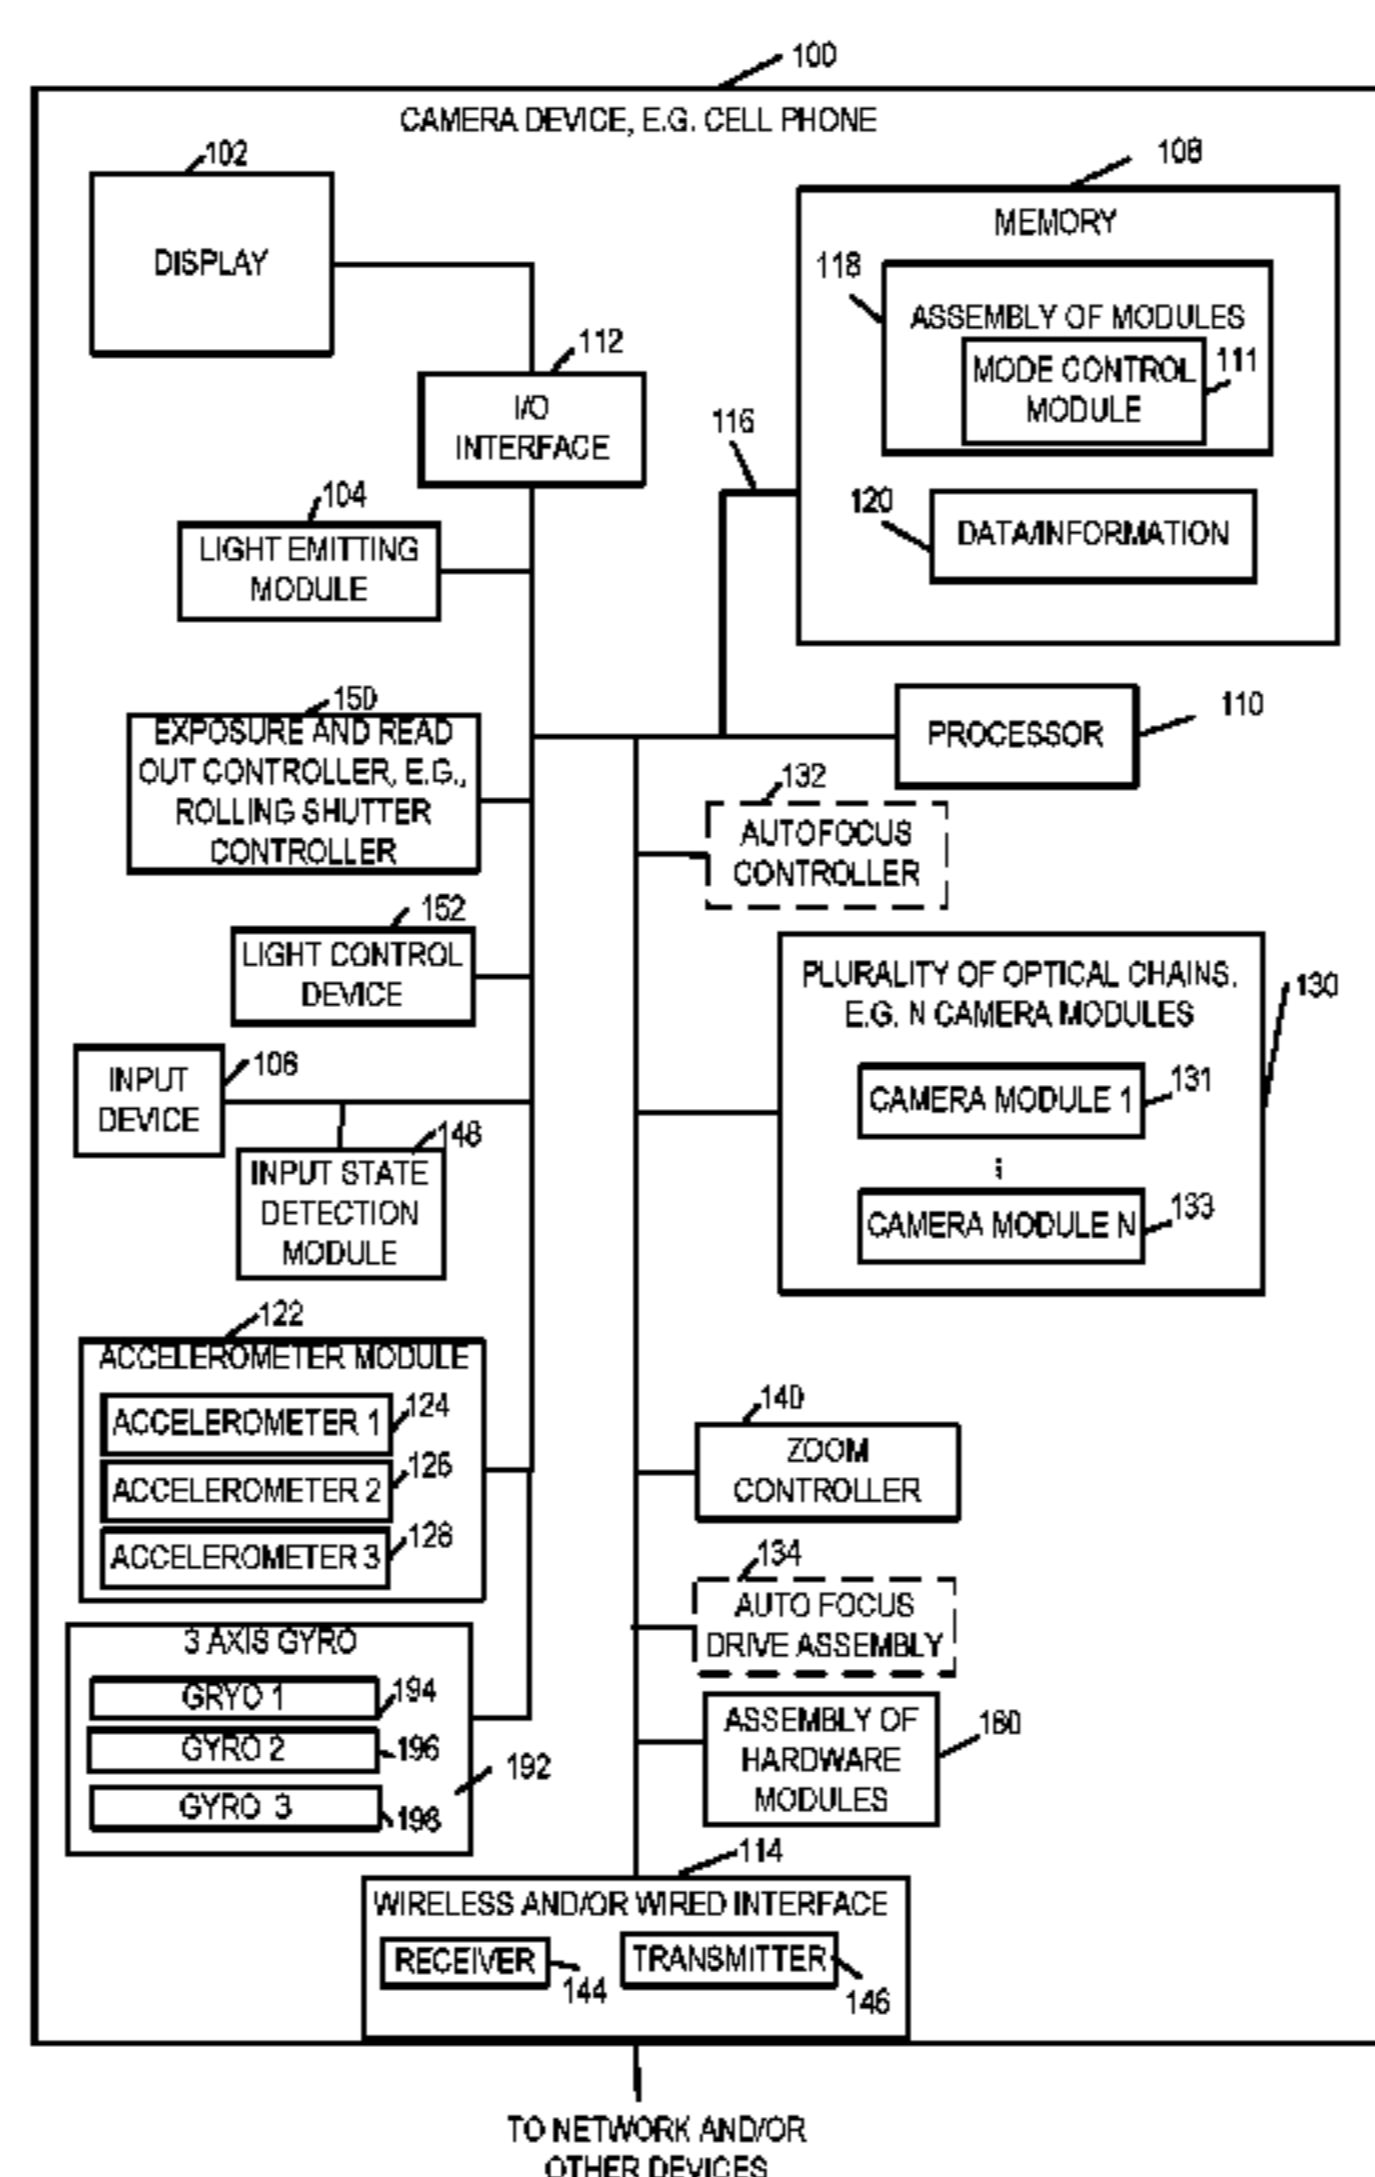 100
CAMERA DEVICE, E.G. CELL PHONE
102
DISPLAY
108
MEMORY
118
ASSEMBLY OF MODULES
MODE CONTROL
MODULE
111
120
DATA/INFORMATION
112
I/O
INTERFACE
116
104
LIGHT EMITTING
MODULE
150
EXPOSURE AND READ
OUT CONTROLLER, E.G.,
ROLLING SHUTTER
CONTROLLER
PROCESSOR
110
132
AUTOFOCUS
CONTROLLER
152
LIGHT CONTROL
DEVICE
PLURALITY OF OPTICAL CHAINS,
E.G. N CAMERA MODULES
130
CAMERA MODULE 1
131
CAMERA MODULE N
133
INPUT
DEVICE
106
148
INPUT STATE
DETECTION
MODULE
122
ACCELEROMETER MODULE
ACCELEROMETER 1
124
ACCELEROMETER 2
126
ACCELEROMETER 3
128
140
ZOOM
CONTROLLER
134
AUTO FOCUS
DRIVE ASSEMBLY
3 AXIS GYRO
GRYO 1
194
GYRO 2
196
GYRO 3
198
192
ASSEMBLY OF
HARDWARE
MODULES
180
114
WIRELESS AND/OR WIRED INTERFACE
RECEIVER
144
TRANSMITTER
146
TO NETWORK AND/OR
OTHER DEVICES